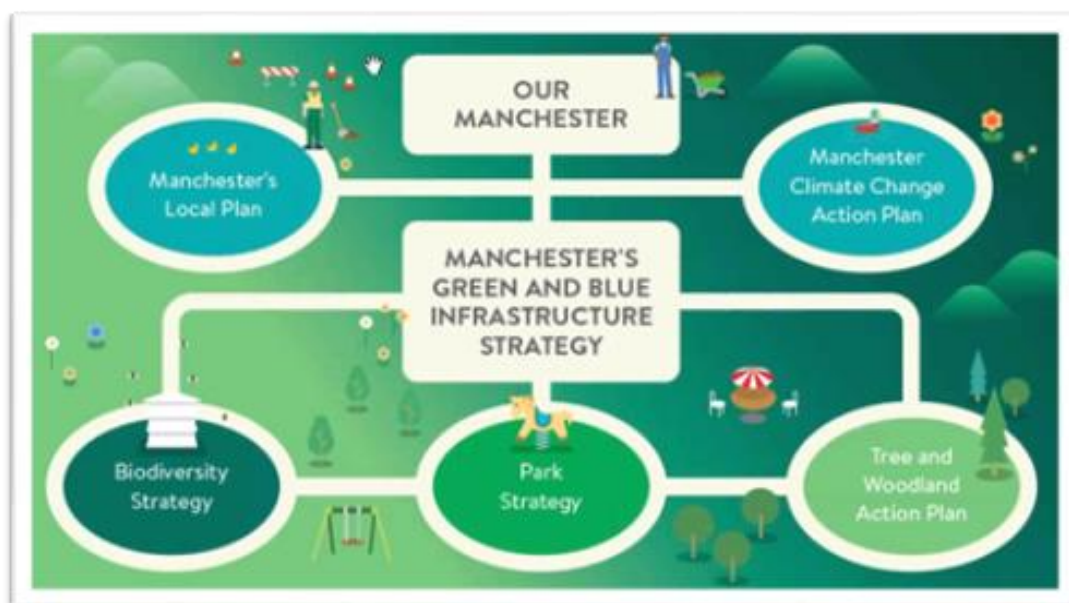 OUR
MANCHESTER
Manchester's
Local Plan
Manchester
Climate Change
Action Plan
MANCHESTER'S
GREEN AND BLUE
INFRASTRUCTURE
STRATEGY
Biodiversity
Strategy
Park
Strategy
Tree and
Woodland
Action Plan